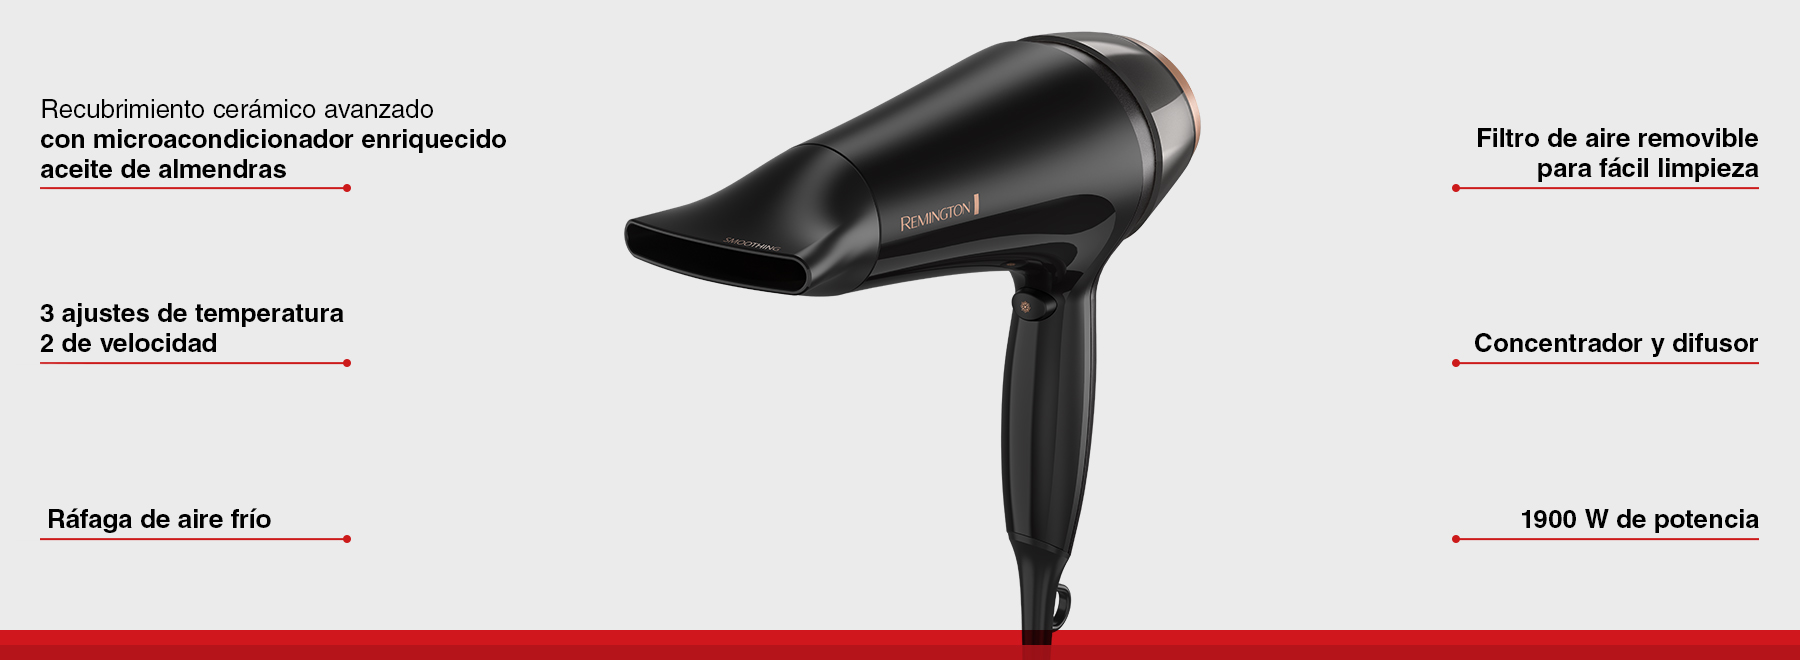 Recubrimiento cerámico avanzado
con microacondicionador enriquecido
aceite de almendras
3 ajustes de temperatura
2 de velocidad
Ráfaga de aire frío
SMOOTHING
REMINGTON
Filtro de aire removible
para fácil limpieza
Concentrador y difusor
1900 W de potencia